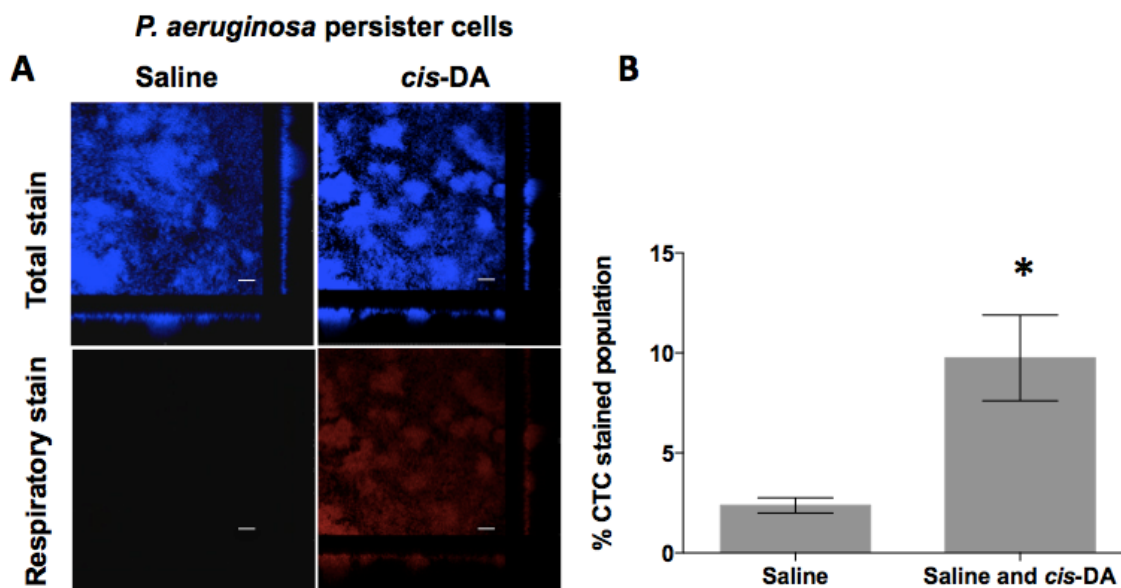 P. aeruginosa persister cells
A
Saline
cis-DA
Total stain
Respiratory stain
B
% CTC stained population
15
10
5
0
*
Saline
Saline and cis-DA